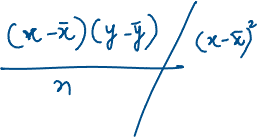 (x - x̄)(y - ȳ) / (x - x̄)²
n